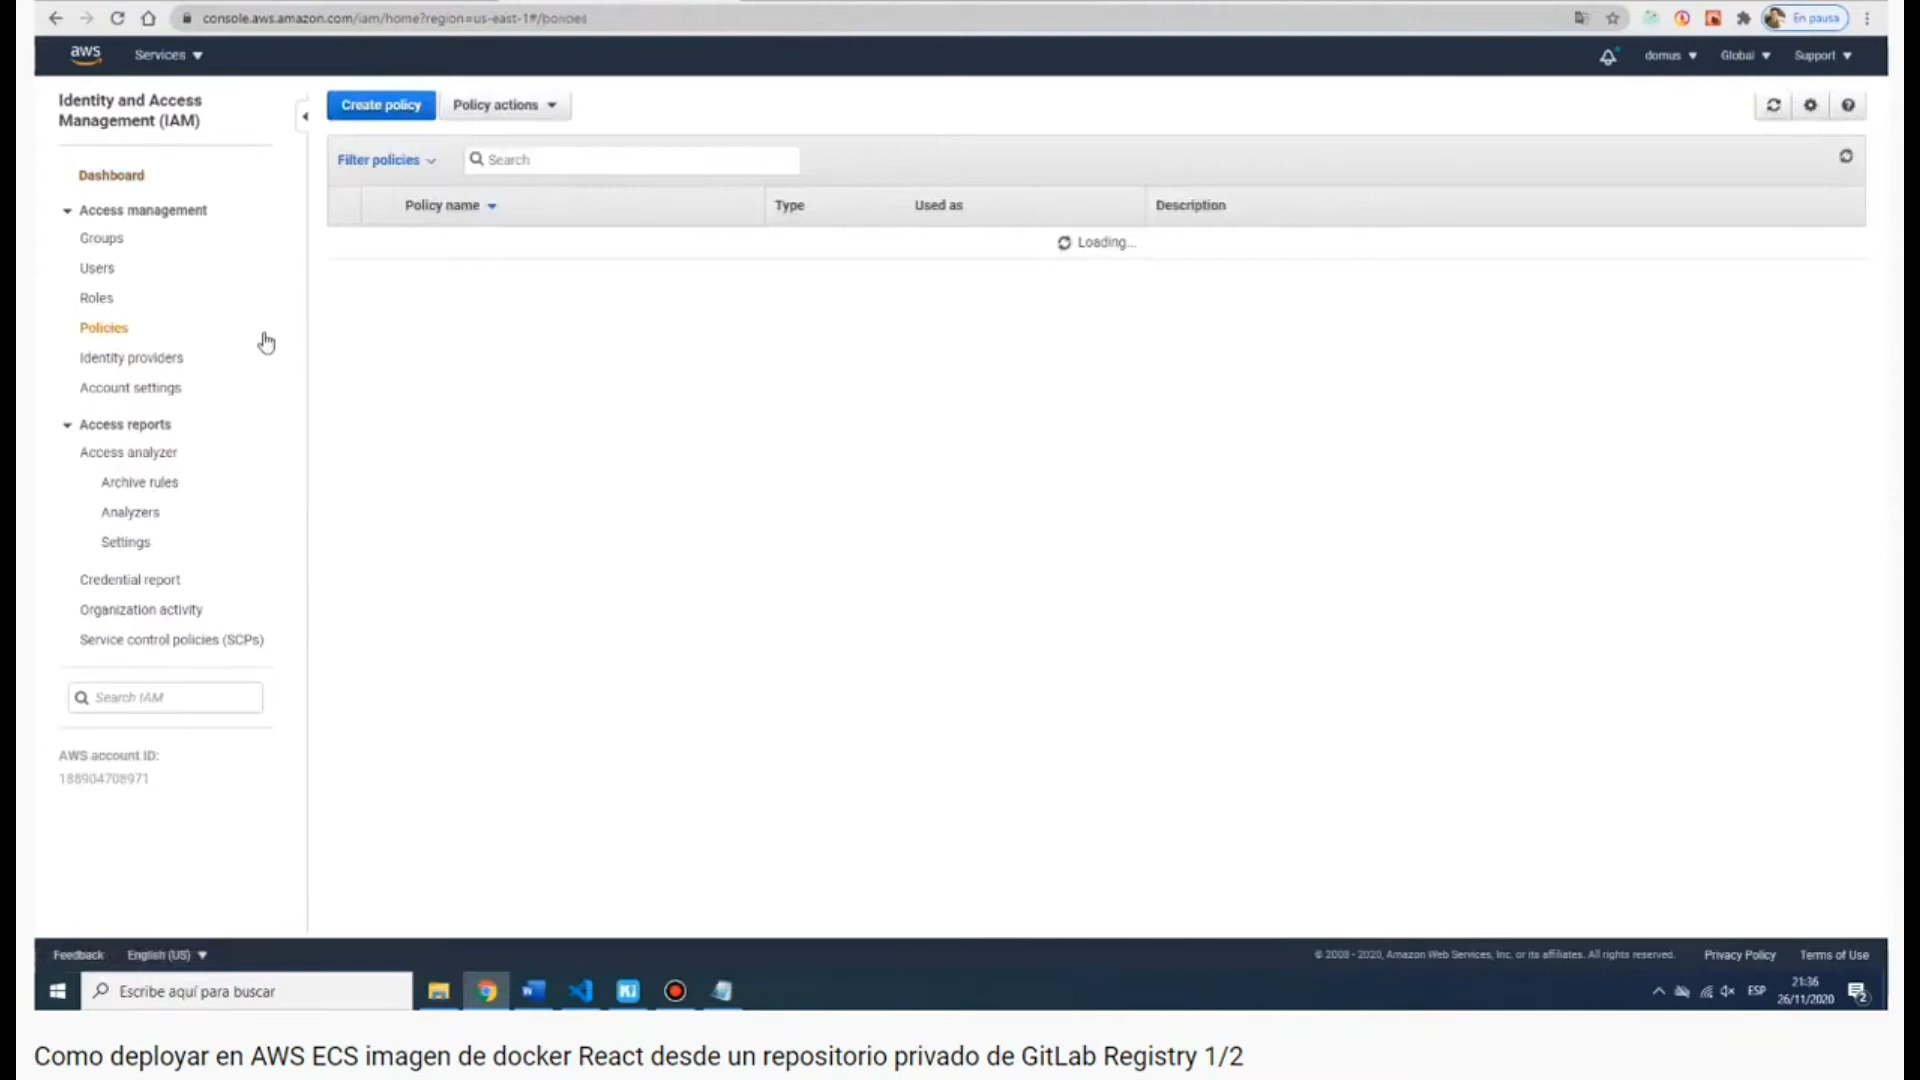 console.aws.amazon.com/iam/home?region=us-east-1#/policies
En pausa
aws
Services
domus
Global
Support
Identity and Access
Management (IAM)
Dashboard
Access management
Groups
Users
Roles
Policies
Identity providers
Account settings
Access reports
Access analyzer
Archive rules
Analyzers
Settings
Credential report
Organization activity
Service control policies (SCPs)
Search IAM
AWS account ID:
188904708971
Create policy
Policy actions
Filter policies
Search
Policy name
Type
Used as
Description
Loading...
Feedback
English (US)
© 2008 - 2020, Amazon Web Services, Inc. or its affiliates. All rights reserved.
Privacy Policy
Terms of Use
Escribe aquí para buscar
ESP
21:36
26/11/2020
2
Como deployar en AWS ECS imagen de docker React desde un repositorio privado de GitLab Registry 1/2